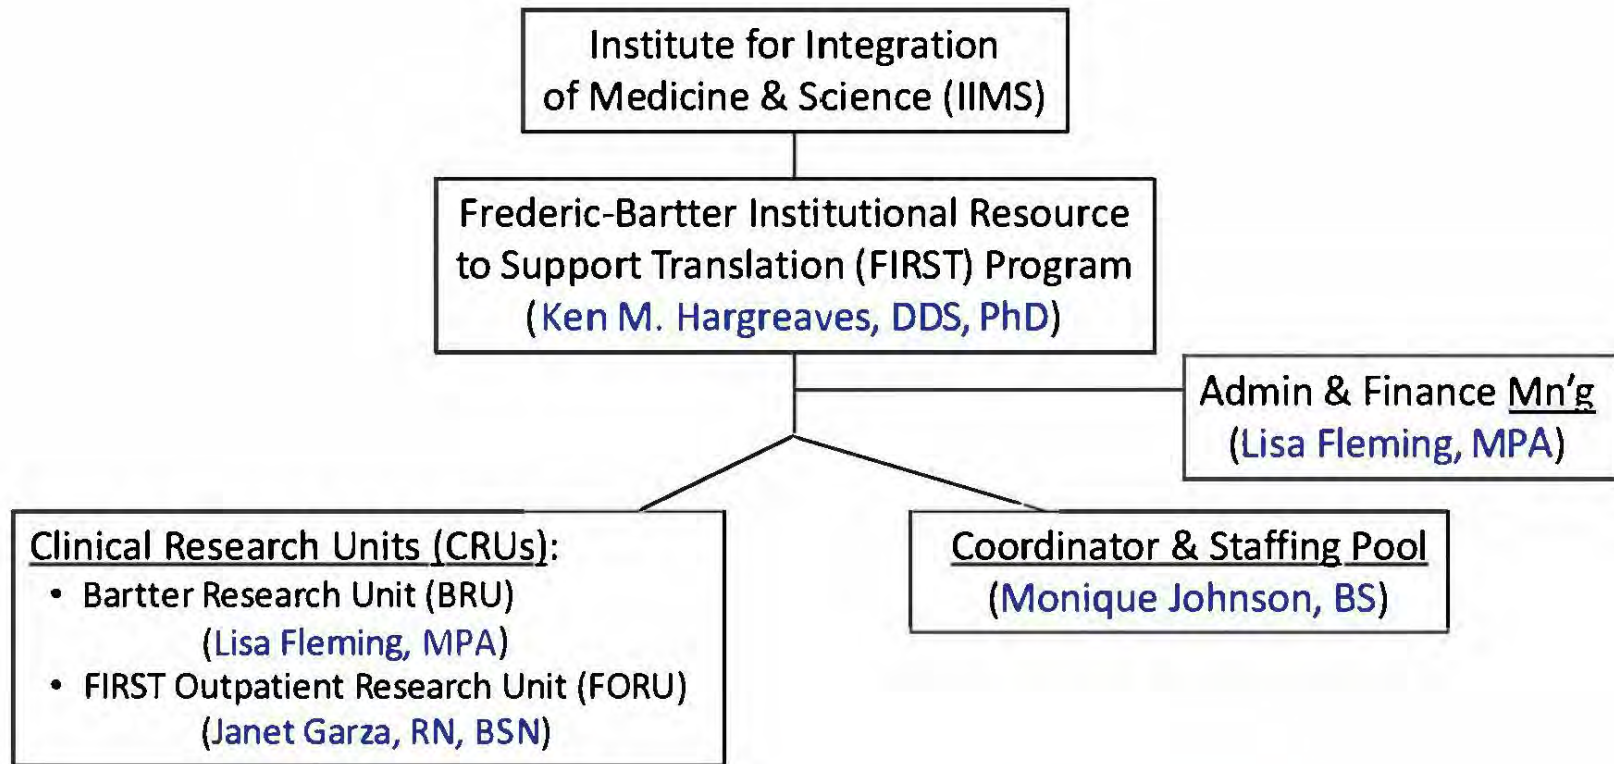 Institute for Integration
of Medicine & Science (IIMS)
Frederic-Bartter Institutional Resource
to Support Translation (FIRST) Program
(Ken M. Hargreaves, DDS, PhD)
Admin & Finance Mn'g
(Lisa Fleming, MPA)
Clinical Research Units (CRUs):
• Bartter Research Unit (BRU)
(Lisa Fleming, MPA)
• FIRST Outpatient Research Unit (FORU)
(Janet Garza, RN, BSN)
Coordinator & Staffing Pool
(Monique Johnson, BS)